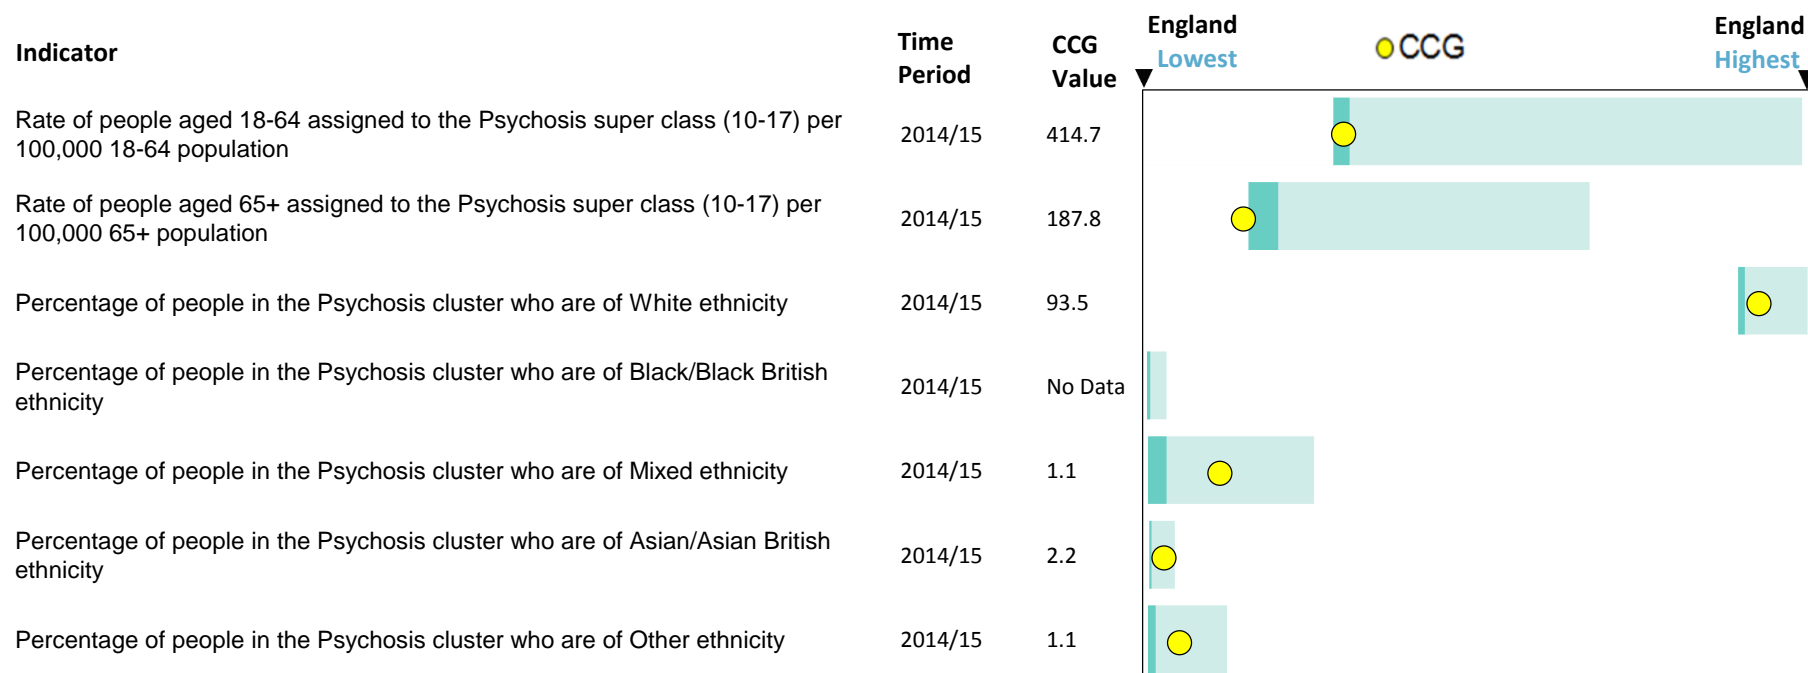 Indicator
Time Period
CCG Value
England Lowest
CCG
England Highest
Rate of people aged 18-64 assigned to the Psychosis super class (10-17) per
100,000 18-64 population
2014/15
414.7
Rate of people aged 65+ assigned to the Psychosis super class (10-17) per
100,000 65+ population
2014/15
187.8
Percentage of people in the Psychosis cluster who are of White ethnicity
2014/15
93.5
Percentage of people in the Psychosis cluster who are of Black/Black British
ethnicity
2014/15
No Data
Percentage of people in the Psychosis cluster who are of Mixed ethnicity
2014/15
1.1
Percentage of people in the Psychosis cluster who are of Asian/Asian British
ethnicity
2014/15
2.2
Percentage of people in the Psychosis cluster who are of Other ethnicity
2014/15
1.1